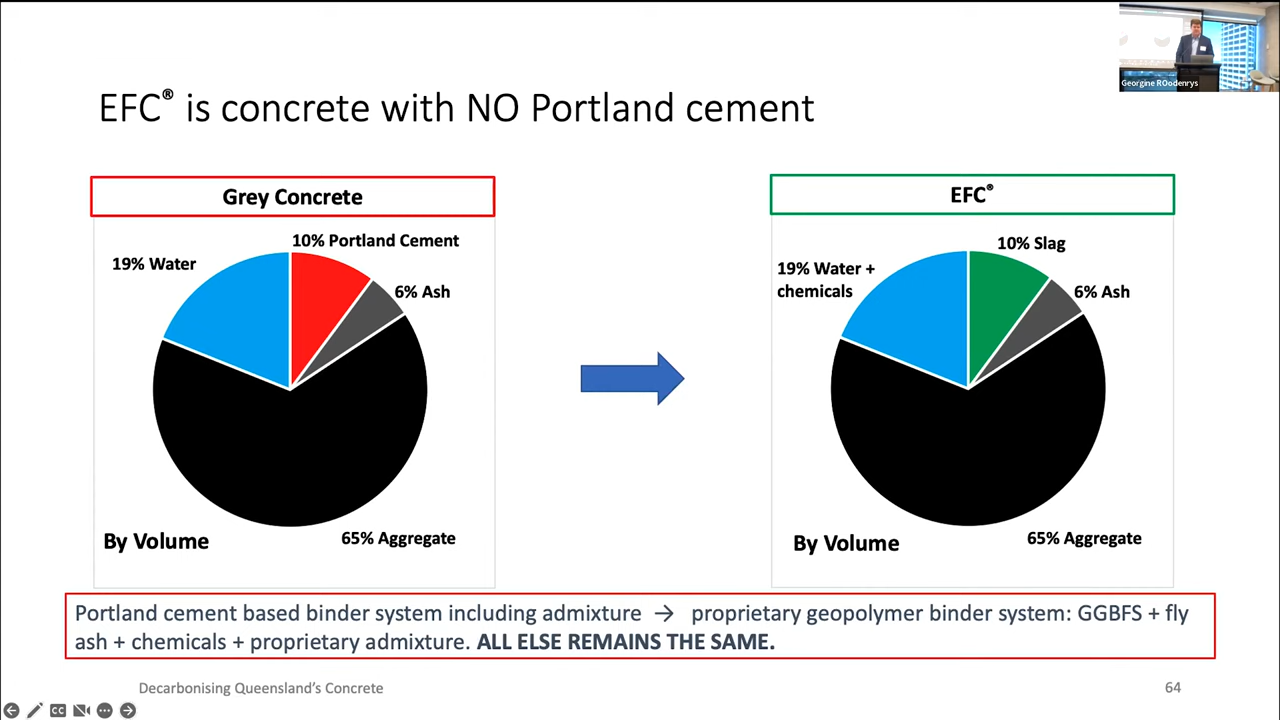 Georgine ROodenrys
EFC® is concrete with NO Portland cement
Grey Concrete
10% Portland Cement
19% Water
6% Ash
By Volume
65% Aggregate
EFC®
10% Slag
19% Water +
chemicals
6% Ash
By Volume
65% Aggregate
Portland cement based binder system including admixture → proprietary geopolymer binder system: GGBFS + fly
ash + chemicals + proprietary admixture. ALL ELSE REMAINS THE SAME.
Decarbonising Queensland's Concrete
64
CC